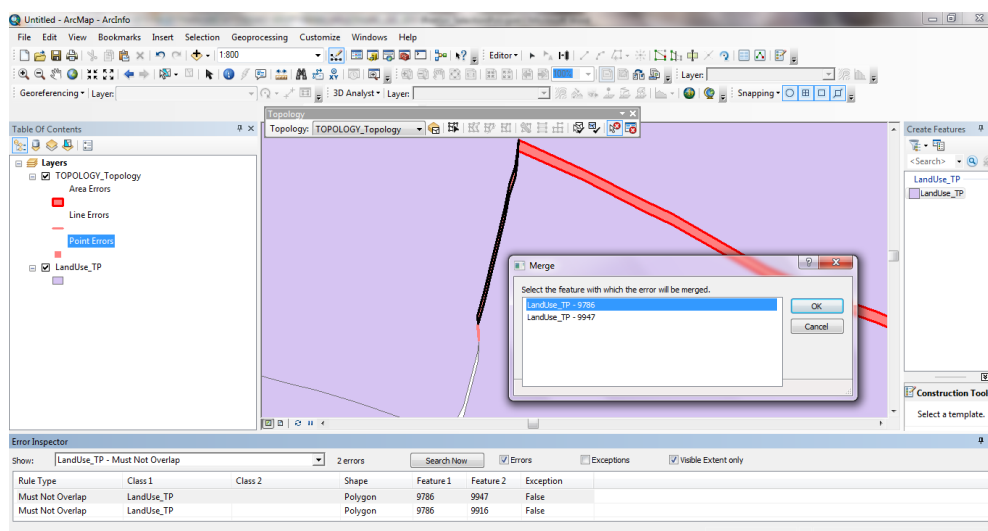 Untitled - ArcMap - ArcInfo
File Edit View Bookmarks Insert Selection Geoprocessing Customize Windows Help
1:800 Editor
Layer:
Georeferencing Layer: 3D Analyst Layer: Snapping
Topology
Topology: TOPOLOGY_Topology
Table Of Contents
Layers
TOPOLOGY_Topology
Area Errors
Line Errors
Point Errors
LandUse_TP
Merge
Select the feature with which the error will be merged.
LandUse_TP - 9786
LandUse_TP - 9947
OK
Cancel
Create Features
<Search>
LandUse_TP
LandUse_TP
Construction Tool
Select a template.
Error Inspector
Show: LandUse_TP - Must Not Overlap 2 errors Search Now Errors Exceptions Visible Extent only
Rule Type Class 1 Class 2 Shape Feature 1 Feature 2 Exception
Must Not Overlap LandUse_TP Polygon 9786 9947 False
Must Not Overlap LandUse_TP Polygon 9786 9916 False